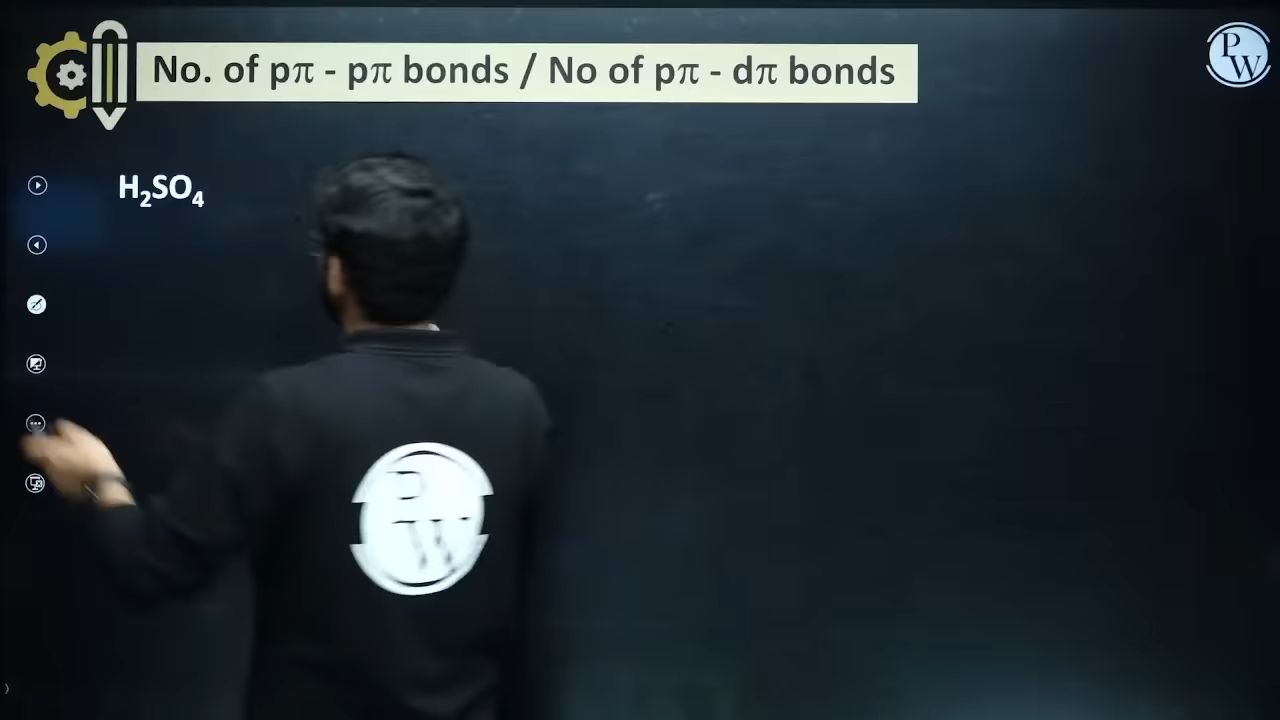 No. of pπ - pπ bonds / No of pπ - dπ bonds
PW
H₂SO₄
PW